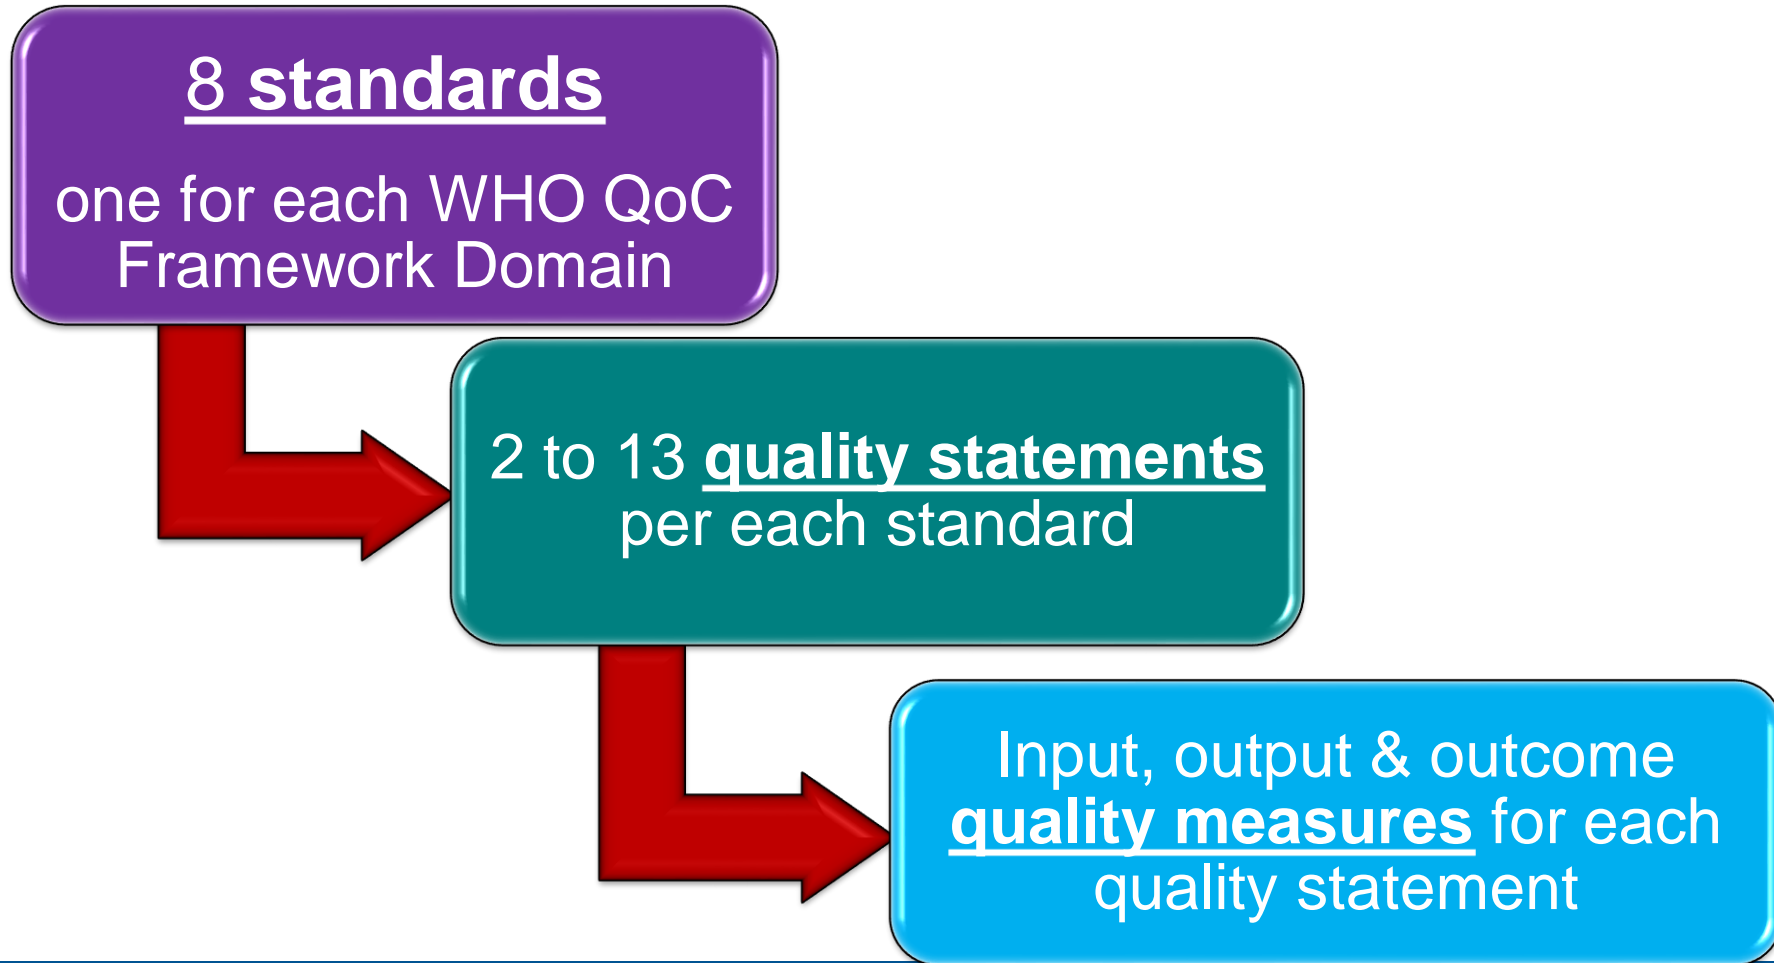 8 standards
one for each WHO QoC
Framework Domain
2 to 13 quality statements
per each standard
Input, output & outcome
quality measures for each
quality statement